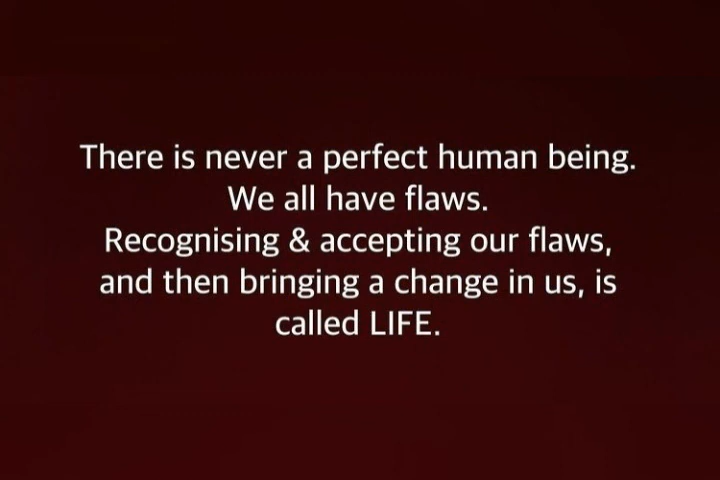 There is never a perfect human being.
We all have flaws.
Recognising & accepting our flaws,
and then bringing a change in us, is
called LIFE.